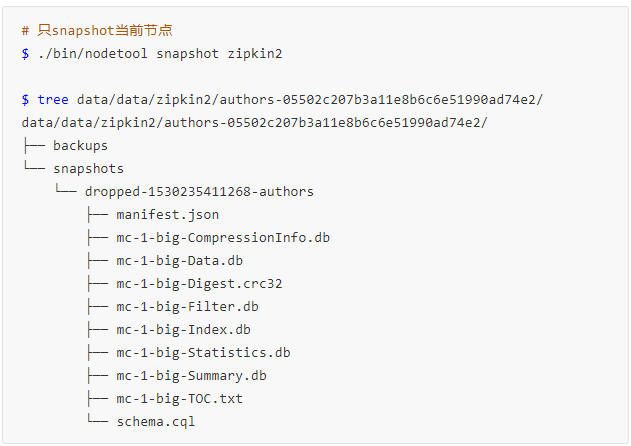 # 只snapshot当前节点
$ ./bin/nodetool snapshot zipkin2
$ tree data/data/zipkin2/authors-05502c207b3a11e8b6c6e51990ad74e2/
data/data/zipkin2/authors-05502c207b3a11e8b6c6e51990ad74e2/
├── backups
└── snapshots
    └── dropped-1530235411268-authors
        ├── manifest.json
        ├── mc-1-big-CompressionInfo.db
        ├── mc-1-big-Data.db
        ├── mc-1-big-Digest.crc32
        ├── mc-1-big-Filter.db
        ├── mc-1-big-Index.db
        ├── mc-1-big-Statistics.db
        ├── mc-1-big-Summary.db
        ├── mc-1-big-TOC.txt
        └── schema.cql